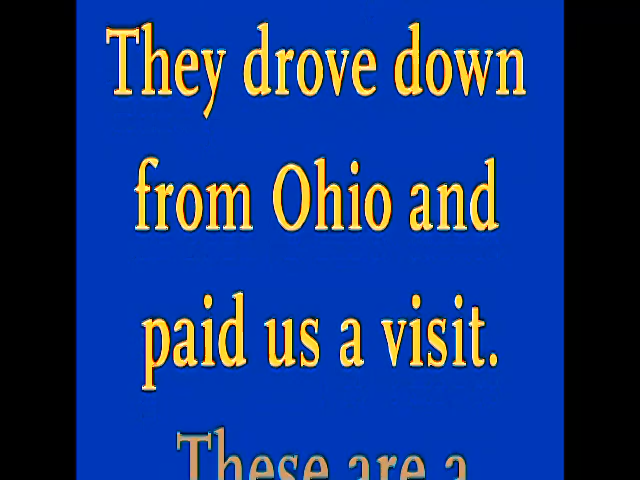 They drove down
from Ohio and
paid us a visit.
These are a